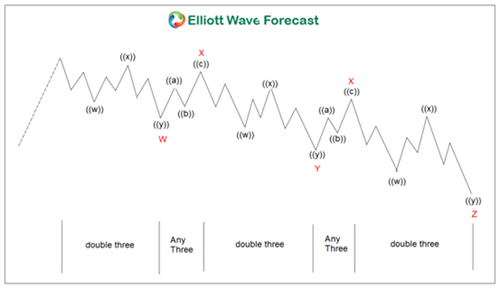 Elliott Wave Forecast
X
((x))
((c))
X
((a))
((x))
((c))
((w))
((b))
((a))
((x))
((y))
((w))
((b))
W
((y))
((w))
Y
((y))
Z
double three
Any
Three
double three
Any
Three
double three